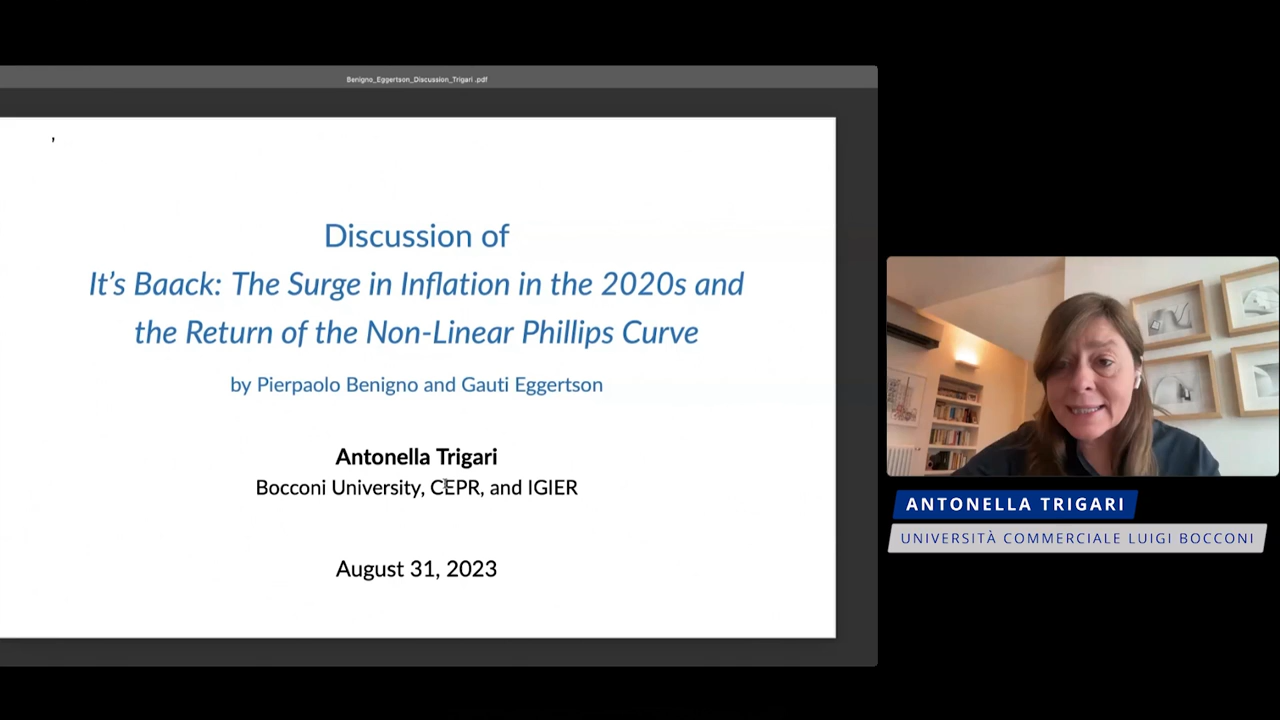 Benigno_Eggertson_Discussion_Trigari .pdf
,
Discussion of
It’s Baack: The Surge in Inflation in the 2020s and
the Return of the Non-Linear Phillips Curve
by Pierpaolo Benigno and Gauti Eggertson
Antonella Trigari
Bocconi University, CEPR, and IGIER
August 31, 2023
ANTONELLA TRIGARI
UNIVERSITÀ COMMERCIALE LUIGI BOCCONI